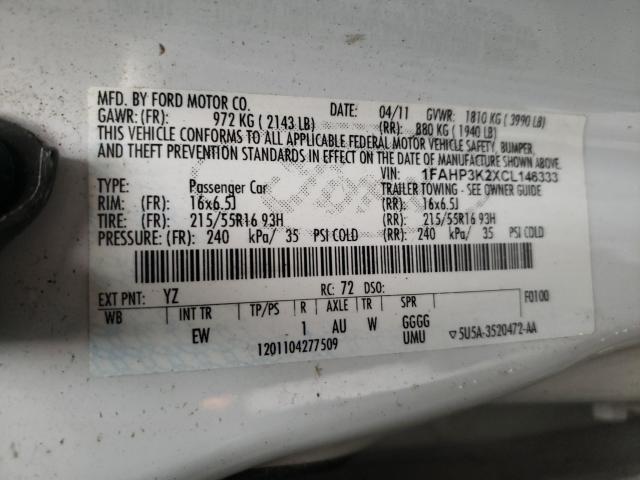 MFD. BY FORD MOTOR CO. DATE: 04/11 GVWR: 1810 KG ( 3990 LB)
GAWR: (FR): 972 KG ( 2143 LB) (RR): 880 KG ( 1940 LB)
THIS VEHICLE CONFORMS TO ALL APPLICABLE FEDERAL MOTOR VEHICLE SAFETY, BUMPER,
AND THEFT PREVENTION STANDARDS IN EFFECT ON THE DATE OF MANUFACTURE SHOWN ABOVE.
VIN: 1FAHP3K2XCL146333
TYPE: Passenger Car TRAILER TOWING - SEE OWNER GUIDE
RIM: (FR): 16x6.5J (RR): 16x6.5J
TIRE: (FR): 215/55R16 93H (RR): 215/55R16 93H
PRESSURE: (FR): 240 kPa/ 35 PSI COLD (RR): 240 kPa/ 35 PSI COLD
EXT PNT: YZ RC: 72 DSO: F0100
WB INT TR TP/PS R AXLE TR SPR
EW 1 AU W GGGG
UMU
1201104277509 ▽ 5U5A-3520472-AA